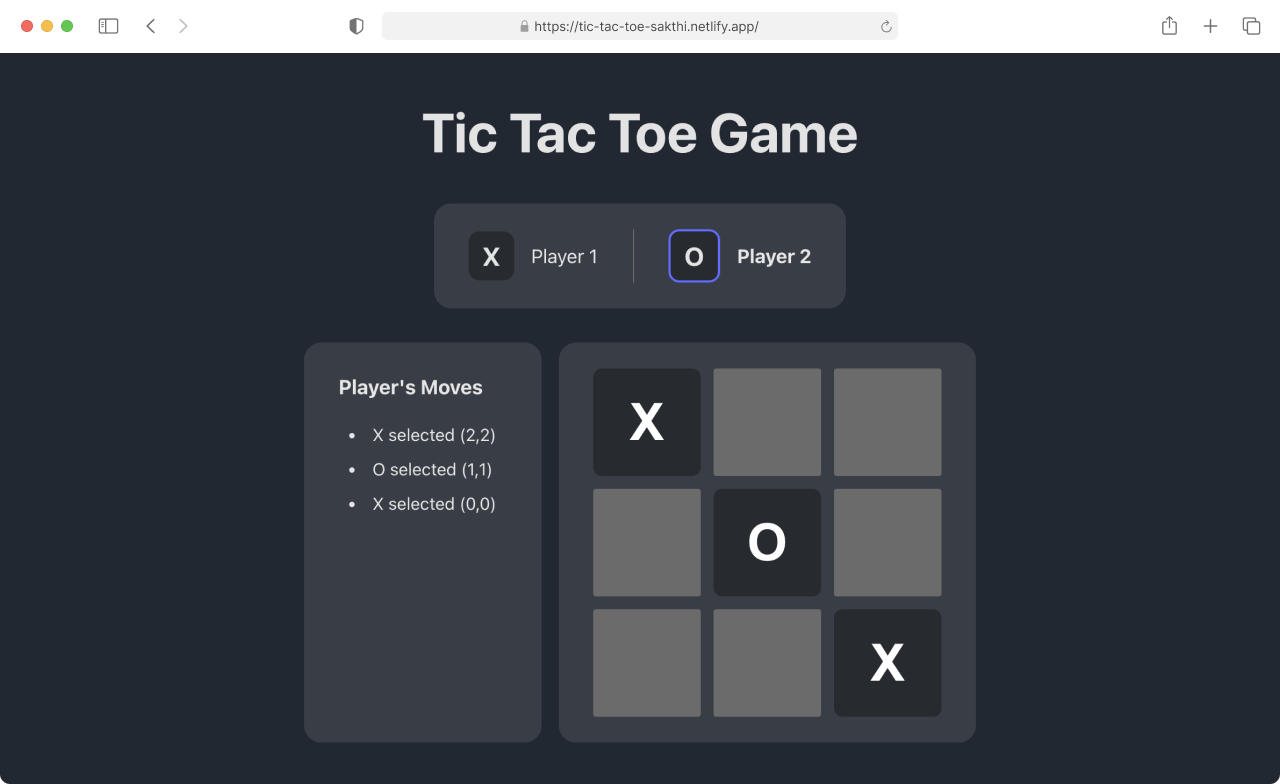 https://tic-tac-toe-sakthi.netlify.app/
Tic Tac Toe Game
X Player 1 O Player 2
Player's Moves
• X selected (2,2)
• O selected (1,1)
• X selected (0,0)
X
O
X